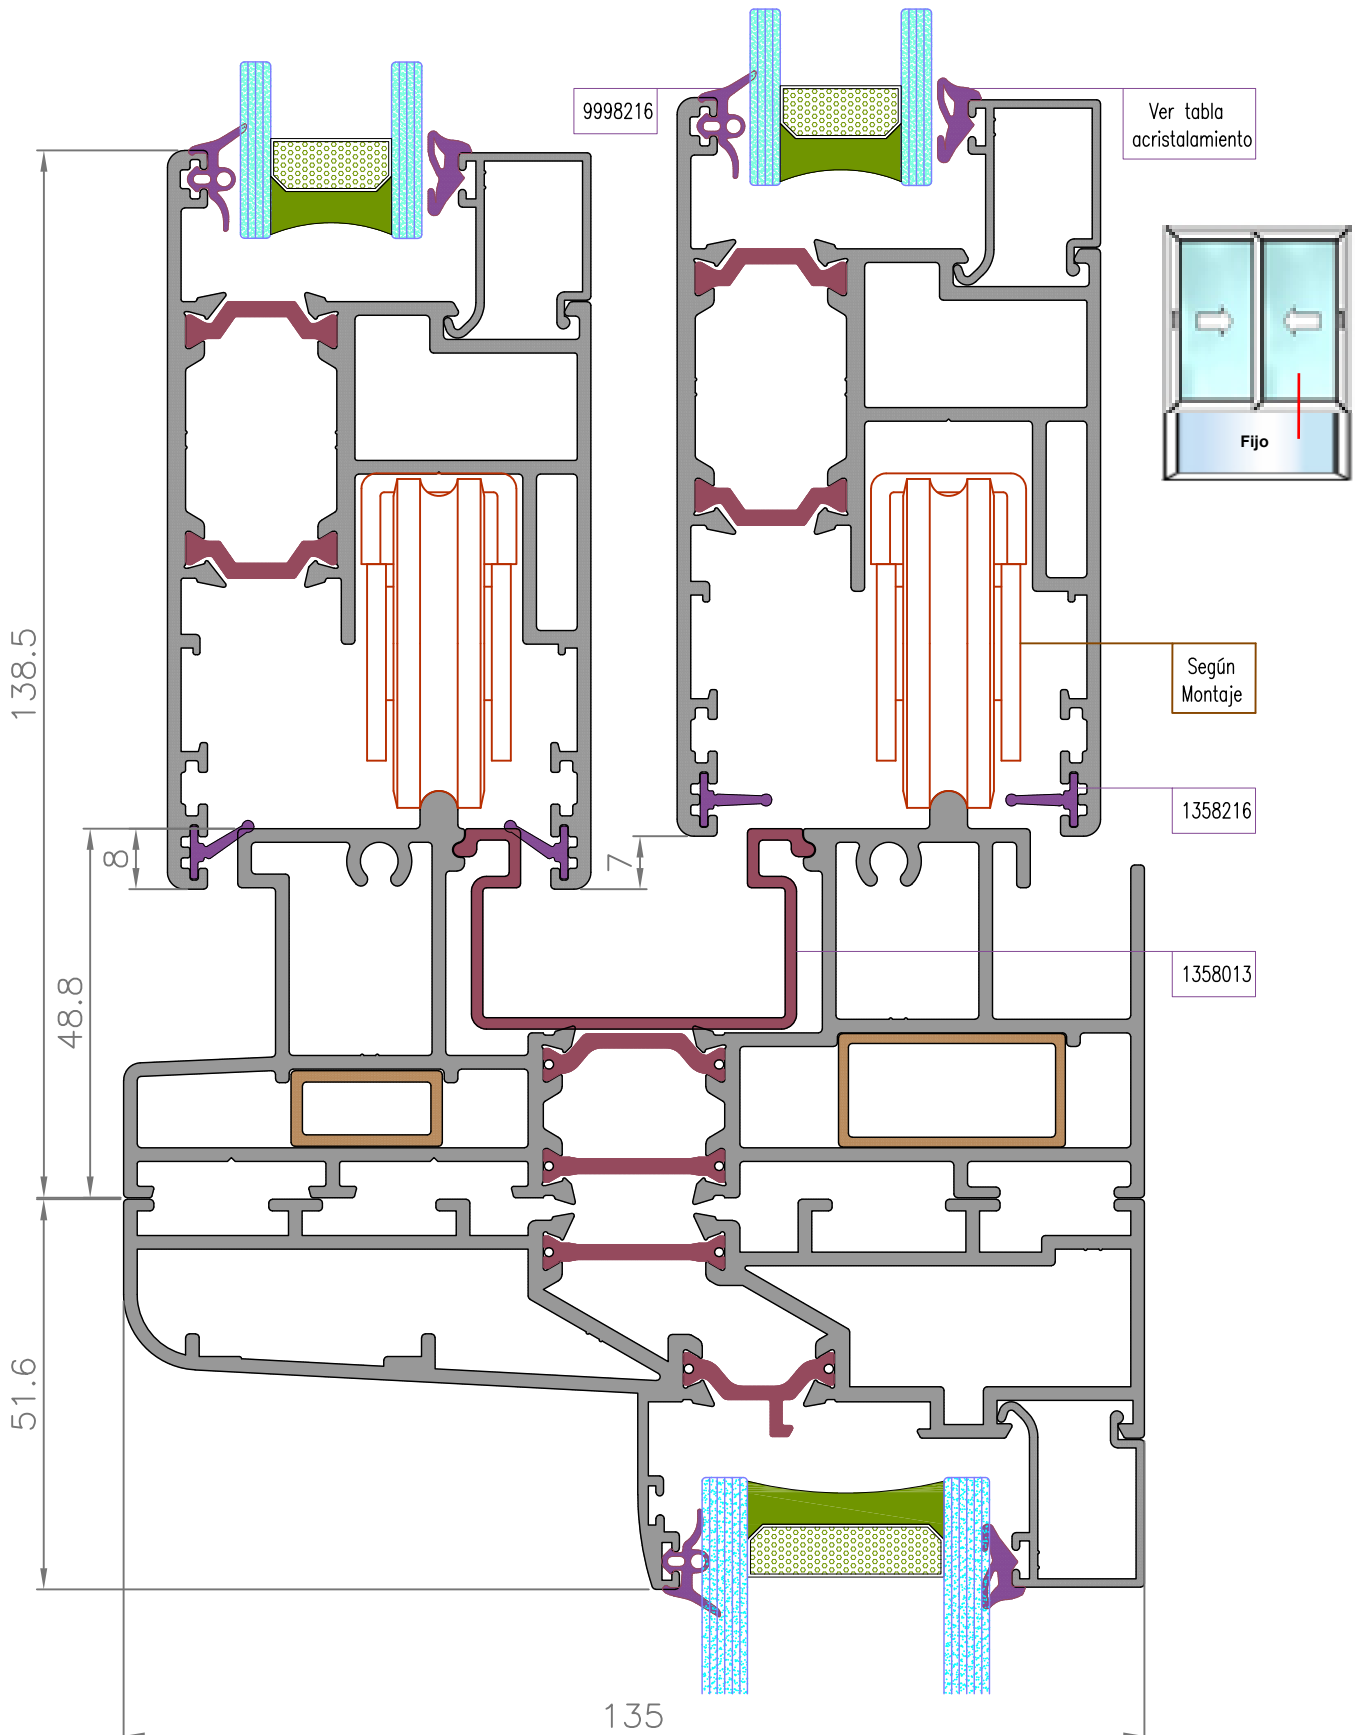 9998216
Ver tabla
acristalamiento
Fijo
138.5
Según
Montaje
1358216
8
7
1358013
48.8
51.6
135